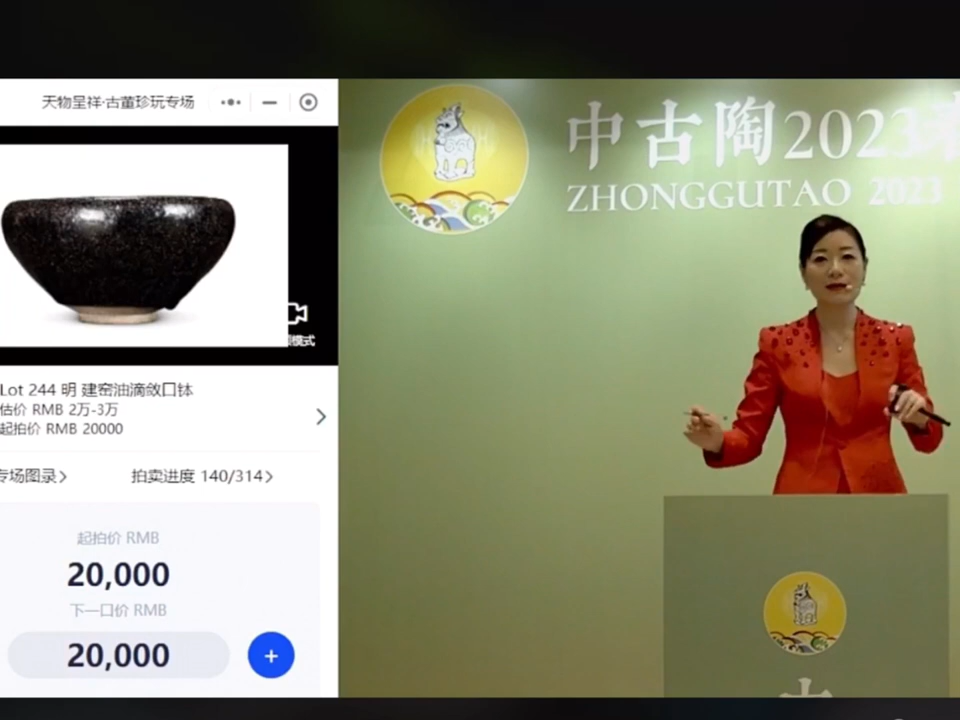 天物呈祥·古董珍玩专场
模式
Lot 244 明 建窑油滴敛口钵
估价 RMB 2万-3万
起拍价 RMB 20000
专场图录
拍卖进度 140/314
起拍价 RMB
20,000
下一口价 RMB
20,000
+
中古陶2023
ZHONGGUTAO 2023